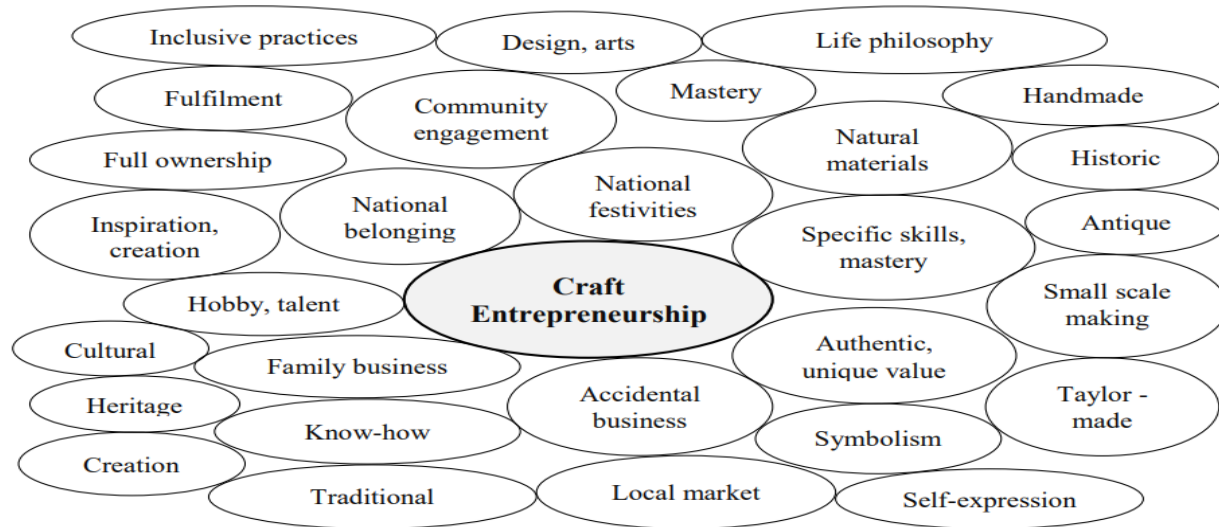 Inclusive practices
Design, arts
Life philosophy
Fulfilment
Community
engagement
Mastery
Handmade
Full ownership
Natural
materials
Historic
Inspiration,
creation
National
belonging
National
festivities
Specific skills,
mastery
Antique
Hobby, talent
Craft
Entrepreneurship
Small scale
making
Cultural
Family business
Authentic,
unique value
Heritage
Know-how
Accidental
business
Symbolism
Taylor -
made
Creation
Traditional
Local market
Self-expression